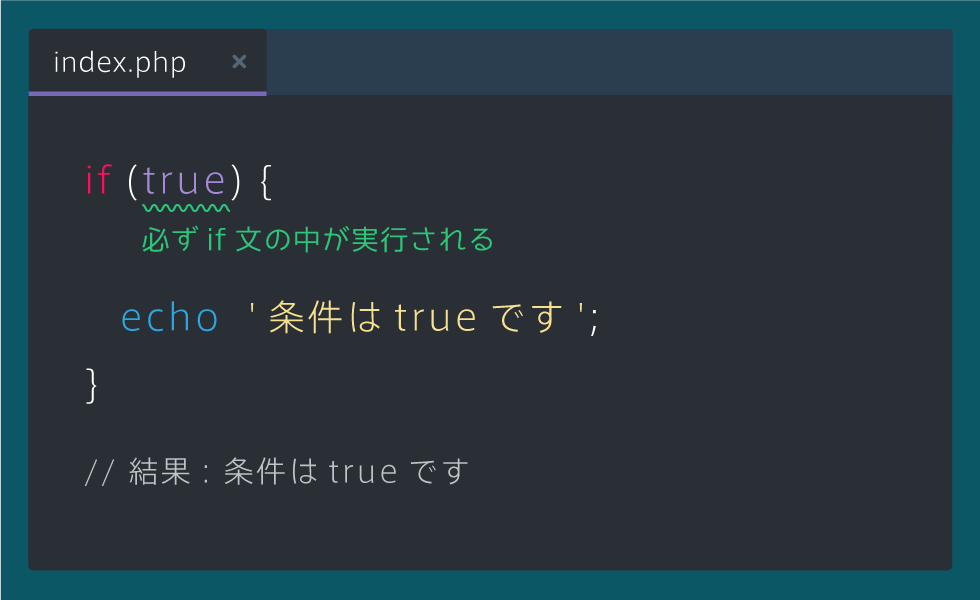 index.php ×
if (true) {
必ず if 文の中が実行される
echo ' 条件は true です ';
}
// 結果 : 条件は true です